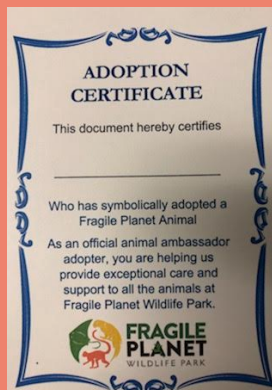 ADOPTION
CERTIFICATE
This document hereby certifies
Who has symbolically adopted a
Fragile Planet Animal
As an official animal ambassador
adopter, you are helping us
provide exceptional care and
support to all the animals at
Fragile Planet Wildlife Park.
FRAGILE
PLANET
WILDLIFE PARK